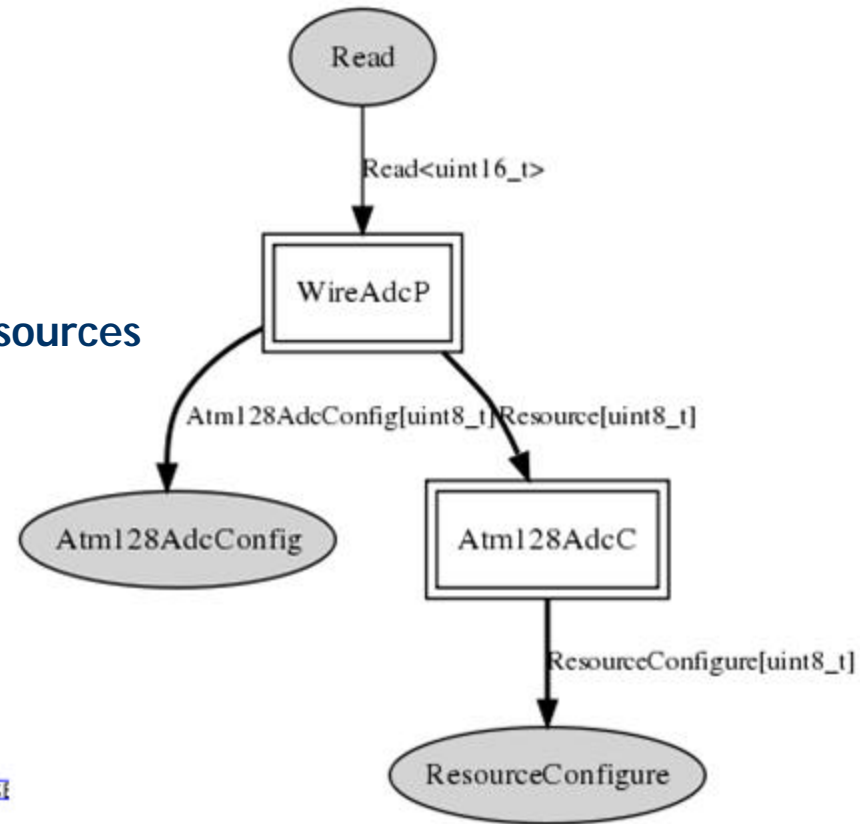 Read
Read<uint16_t>
WireAdcP
sources
Atm128AdcConfig[uint8_t]
Resource[uint8_t]
Atm128AdcConfig
Atm128AdcC
ResourceConfigure[uint8_t]
ResourceConfigure